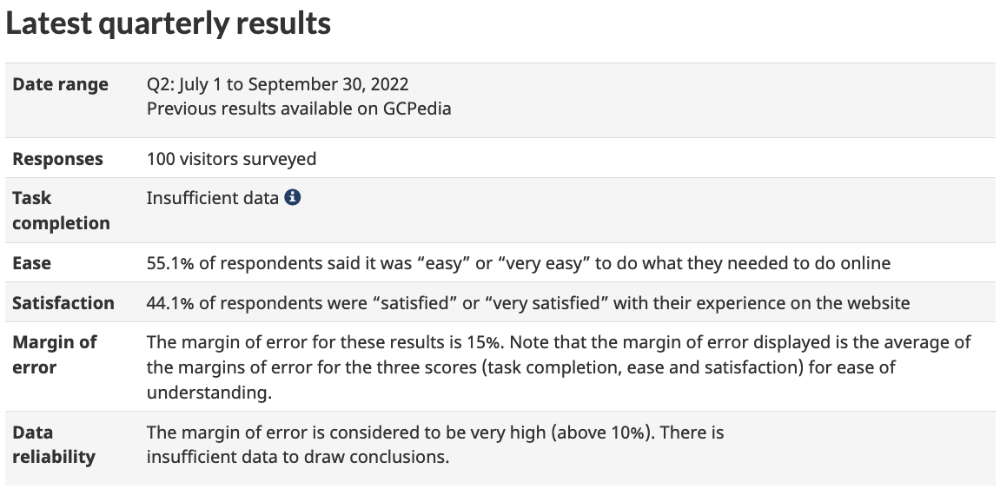 Latest quarterly results
Date range
Q2: July 1 to September 30, 2022
Previous results available on GCPedia
Responses
100 visitors surveyed
Task
completion
Insufficient data
Ease
55.1% of respondents said it was “easy” or “very easy” to do what they needed to do online
Satisfaction
44.1% of respondents were “satisfied” or “very satisfied” with their experience on the website
Margin of
error
The margin of error for these results is 15%. Note that the margin of error displayed is the average of
the margins of error for the three scores (task completion, ease and satisfaction) for ease of
understanding.
Data
reliability
The margin of error is considered to be very high (above 10%). There is
insufficient data to draw conclusions.